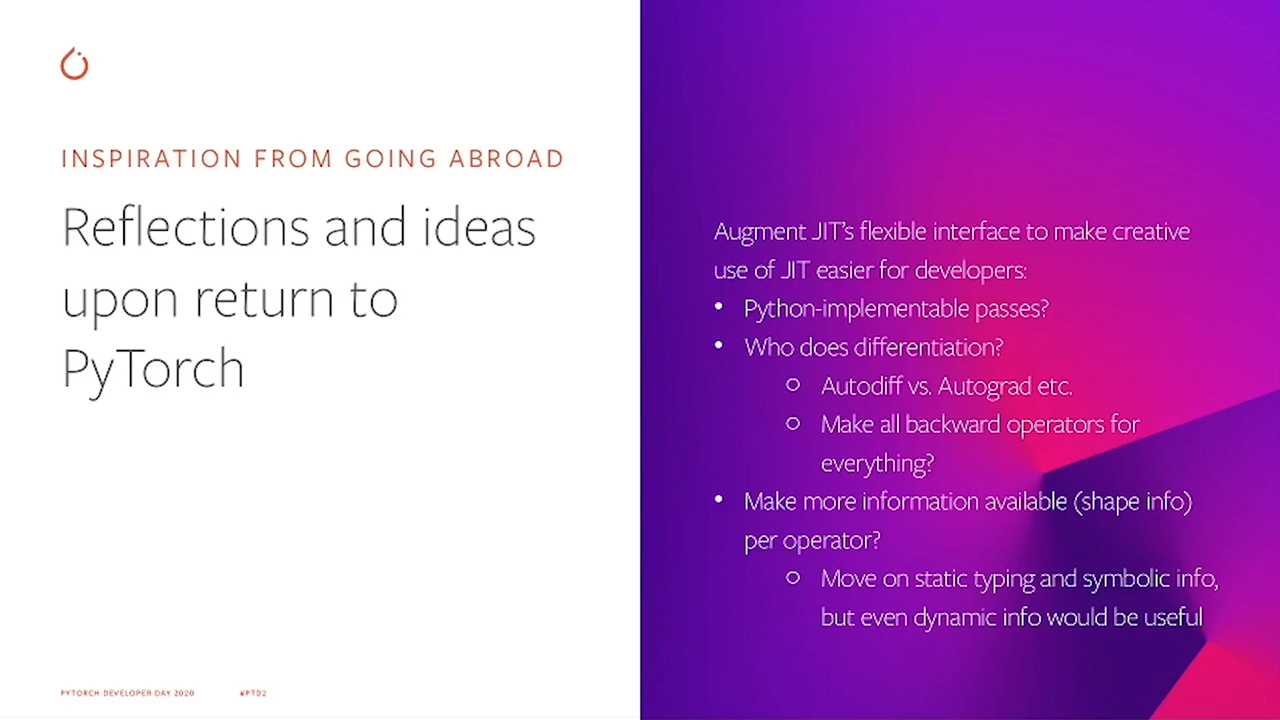 INSPIRATION FROM GOING ABROAD
Reflections and ideas
upon return to
PyTorch
Augment JIT's flexible interface to make creative
use of JIT easier for developers:
• Python-implementable passes?
• Who does differentiation?
○ Autodiff vs. Autograd etc.
○ Make all backward operators for
everything?
• Make more information available (shape info)
per operator?
○ Move on static typing and symbolic info,
but even dynamic info would be useful
PYTORCH DEVELOPER DAY 2020 #PTD2